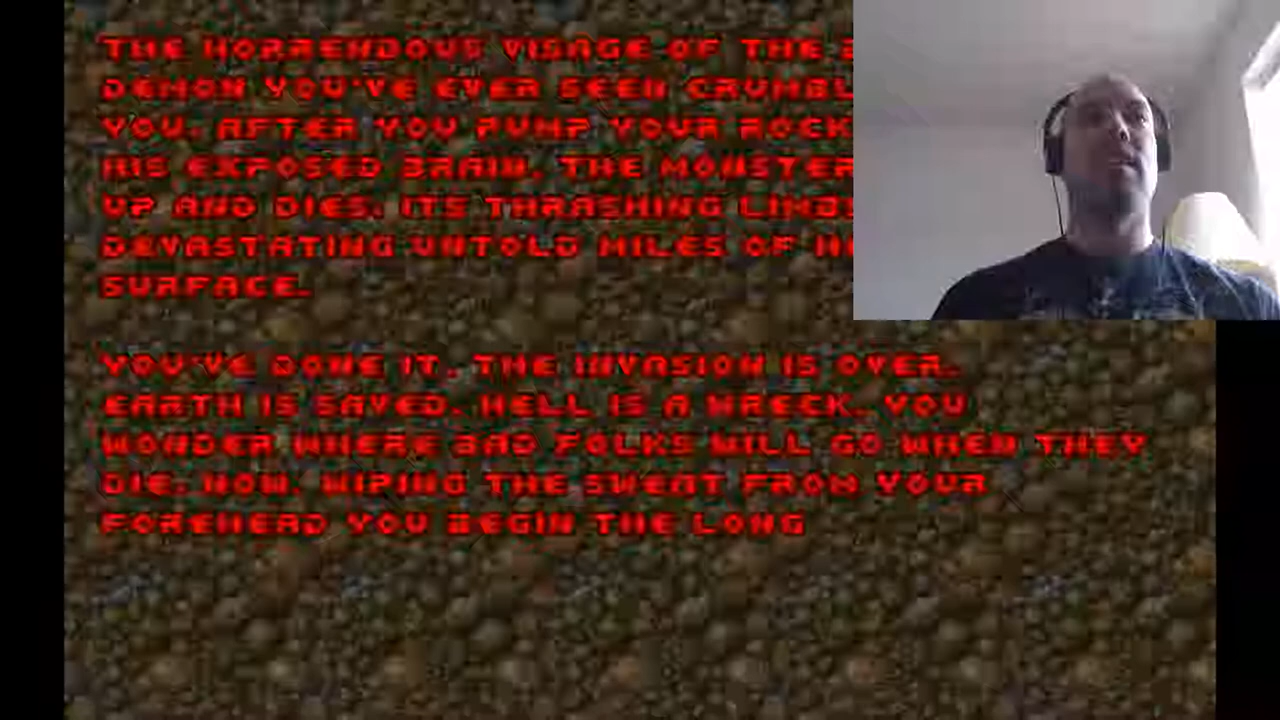 THE HORRENDOUS VISAGE OF THE
DEMON YOU'VE EVER SEEN CRUMBL
YOU, AFTER YOU PUMP YOUR ROCK
HIS EXPOSED BRAIN. THE MONSTER
UP AND DIES, ITS THRASHING LIMBS
DEVASTATING UNTOLD MILES OF HE
SURFACE.
YOU'VE DONE IT. THE INVASION IS OVER.
EARTH IS SAVED. HELL IS A WRECK. YOU
WONDER WHERE BAD FOLKS WILL GO WHEN THEY
DIE, NOW. WIPING THE SWEAT FROM YOUR
FOREHEAD YOU BEGIN THE LONG